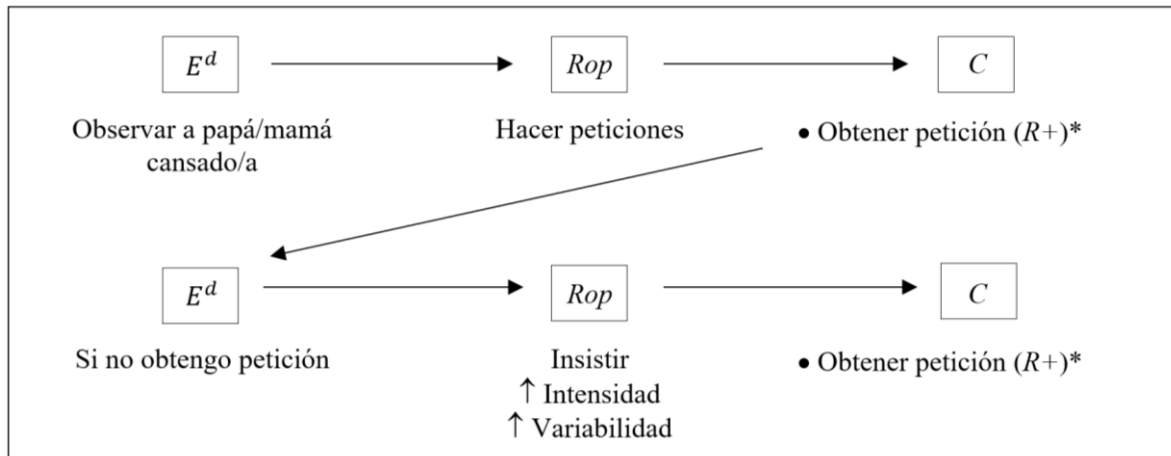 E^d Rop C
Observar a papá/mamá Hacer peticiones • Obtener petición (R+)*
cansado/a
E^d Rop C
Si no obtengo petición Insistir • Obtener petición (R+)*
↑ Intensidad
↑ Variabilidad